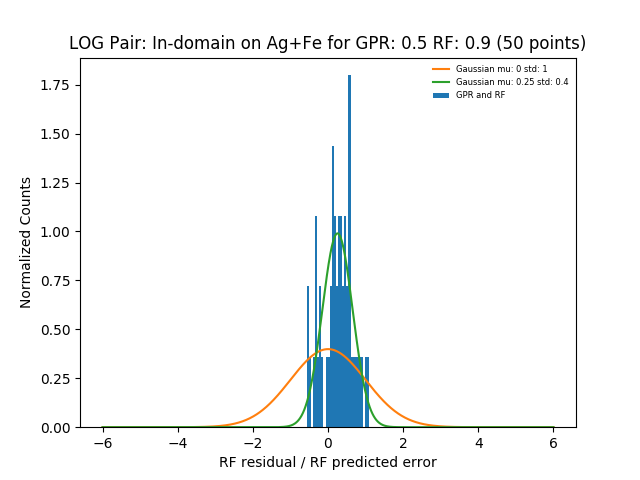 LOG Pair: In-domain on Ag+Fe for GPR: 0.5 RF: 0.9 (50 points)
Gaussian mu: 0 std: 1
Gaussian mu: 0.25 std: 0.4
GPR and RF
Normalized Counts
1.75
1.50
1.25
1.00
0.75
0.50
0.25
0.00
−6
−4
−2
0
2
4
6
RF residual / RF predicted error